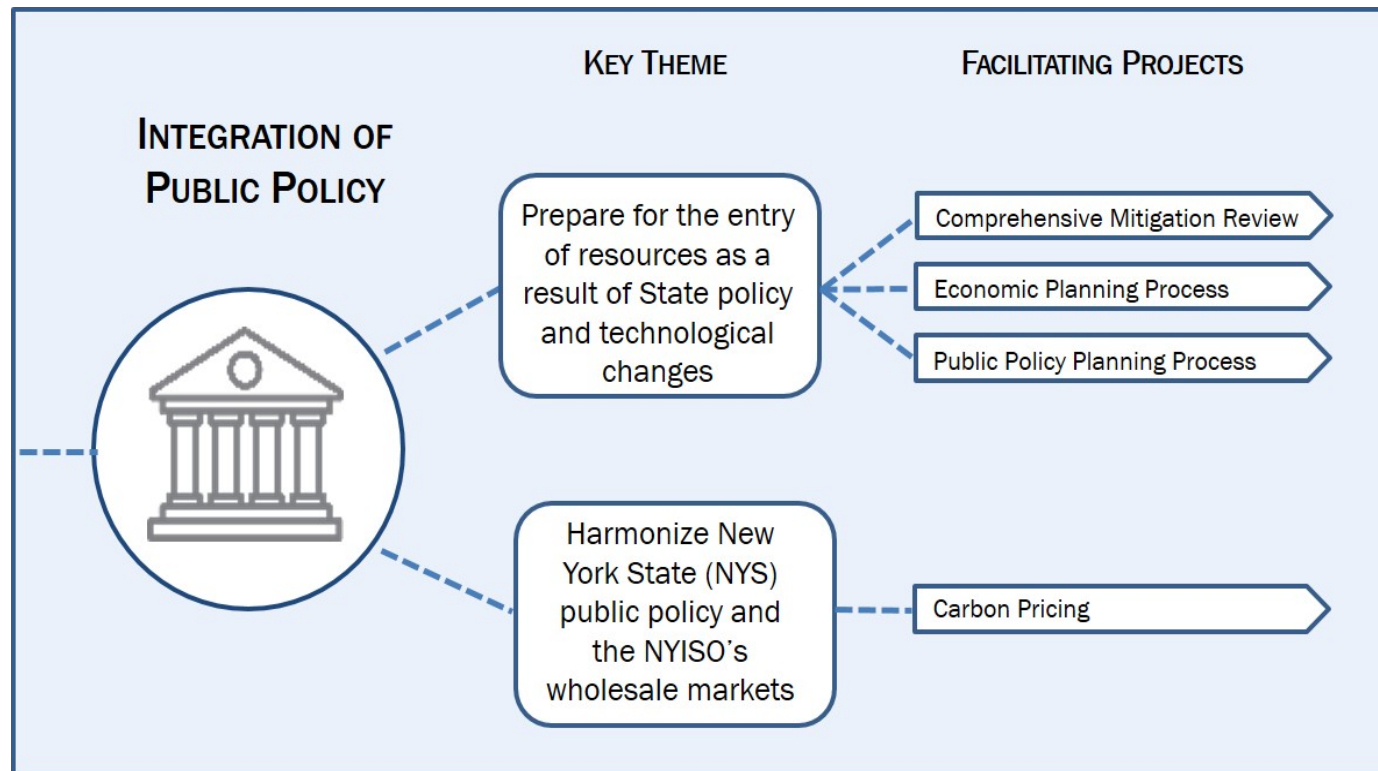 KEY THEME
FACILITATING PROJECTS
INTEGRATION OF
PUBLIC POLICY
Prepare for the entry
of resources as a
result of State policy
and technological
changes
Comprehensive Mitigation Review
Economic Planning Process
Public Policy Planning Process
Harmonize New
York State (NYS)
public policy and
the NYISO’s
wholesale markets
Carbon Pricing